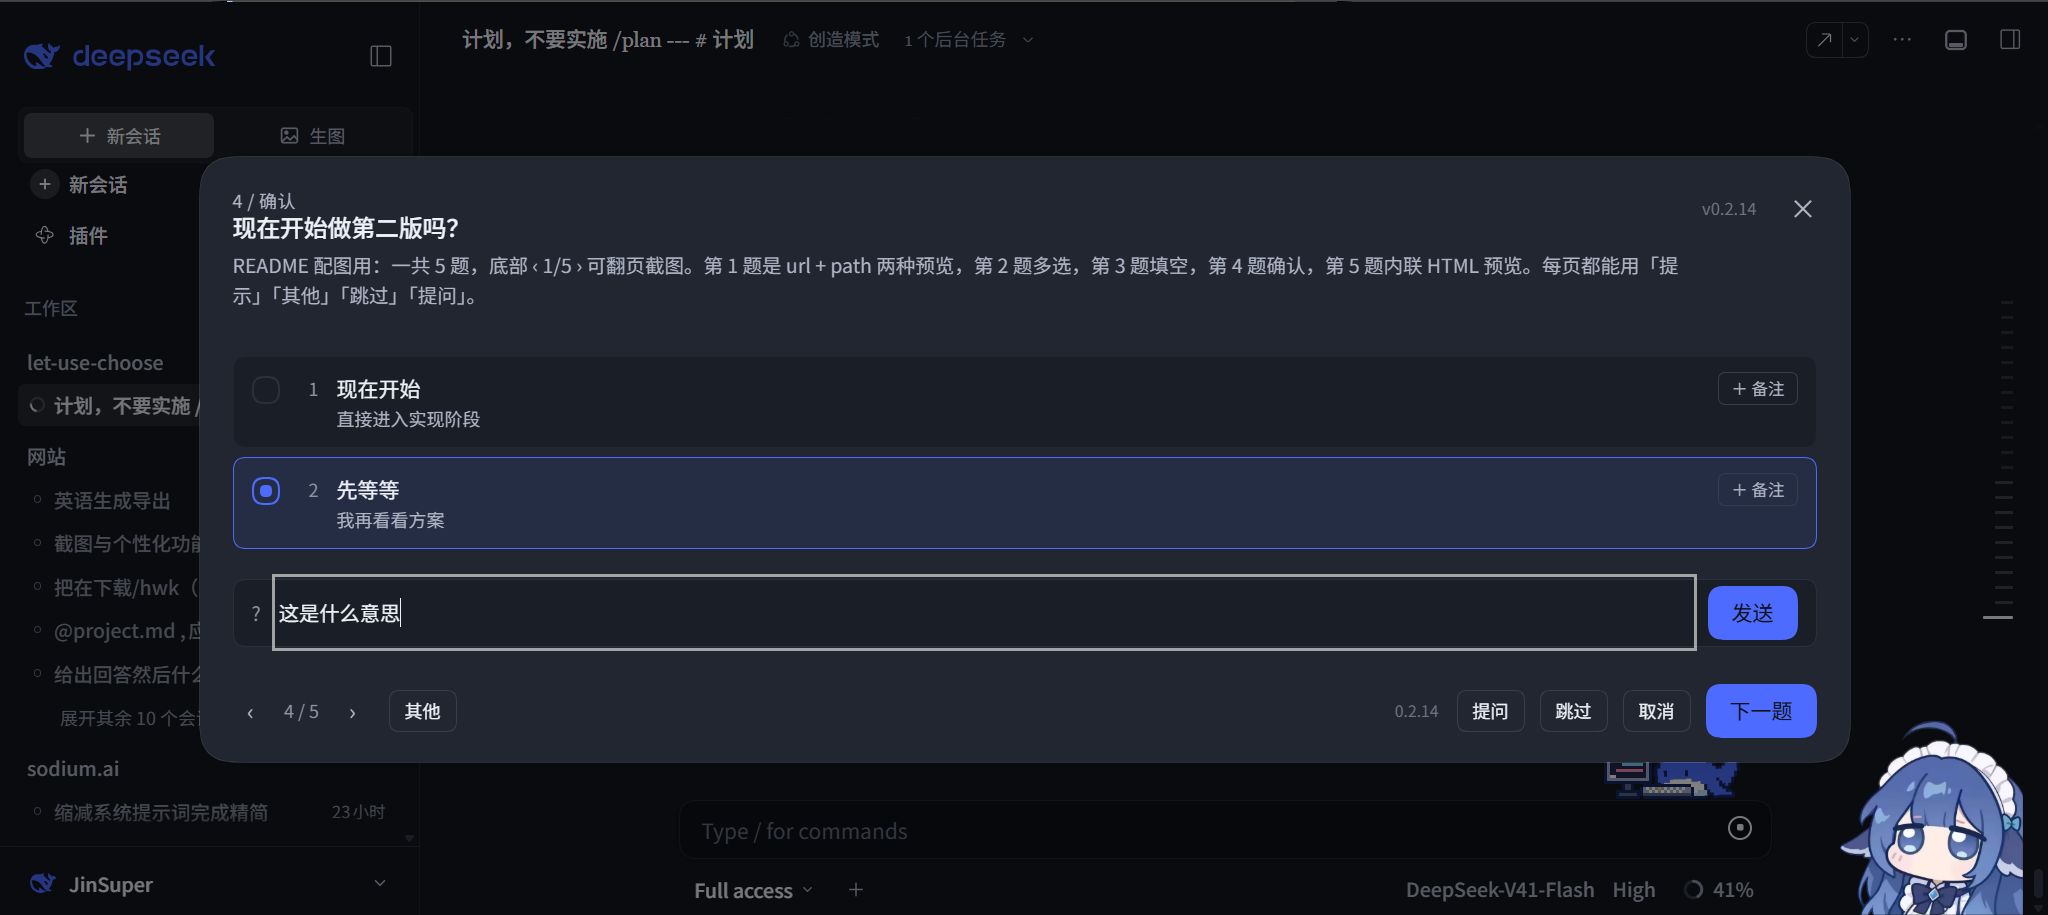 deepseek
计划，不要实施 /plan --- # 计划
创造模式
1 个后台任务
新会话
生图
新会话
插件
工作区
let-use-choose
计划，不要实施 /
网站
英语生成导出
截图与个性化功能
把在下载/hwk（
@project.md ,应
给出回答然后什么
展开其余 10 个会话
sodium.ai
缩减系统提示词完成精简
23 小时
JinSuper
4 / 确认
现在开始做第二版吗？
v0.2.14
README 配图用：一共 5 题，底部 ‹ 1/5 › 可翻页截图。第 1 题是 url + path 两种预览，第 2 题多选，第 3 题填空，第 4 题确认，第 5 题内联 HTML 预览。每页都能用「提
示」「其他」「跳过」「提问」。
1 现在开始
直接进入实现阶段
+ 备注
2 先等等
我再看看方案
+ 备注
? 这是什么意思
发送
‹ 4 / 5 ›
其他
0.2.14
提问
跳过
取消
下一题
Type / for commands
Full access
DeepSeek-V41-Flash
High
41%